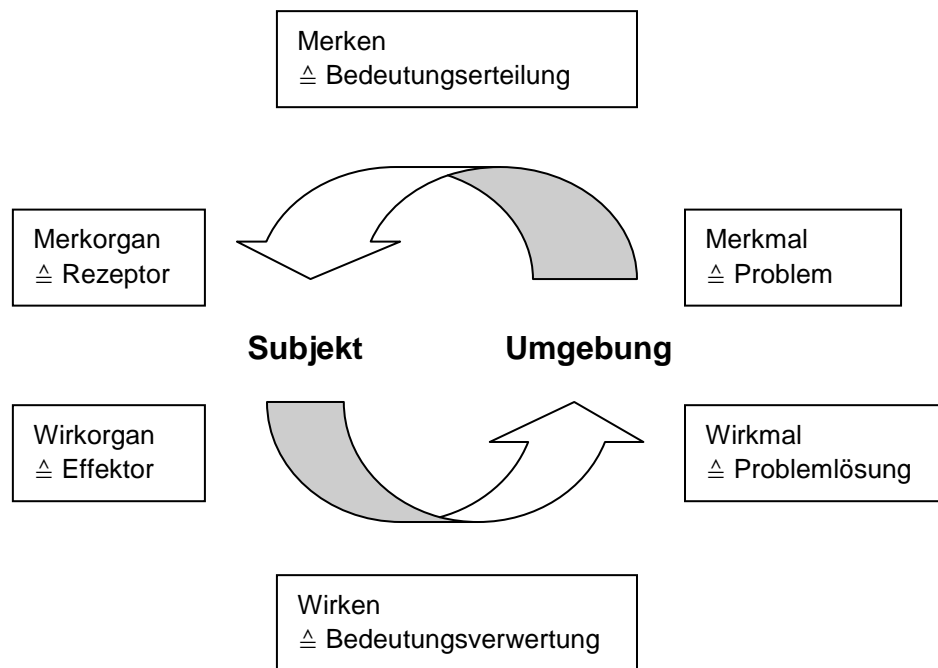 Merken
≙ Bedeutungserteilung
Merkorgan
≙ Rezeptor
Merkmal
≙ Problem
Subjekt
Umgebung
Wirkorgan
≙ Effektor
Wirkmal
≙ Problemlösung
Wirken
≙ Bedeutungsverwertung